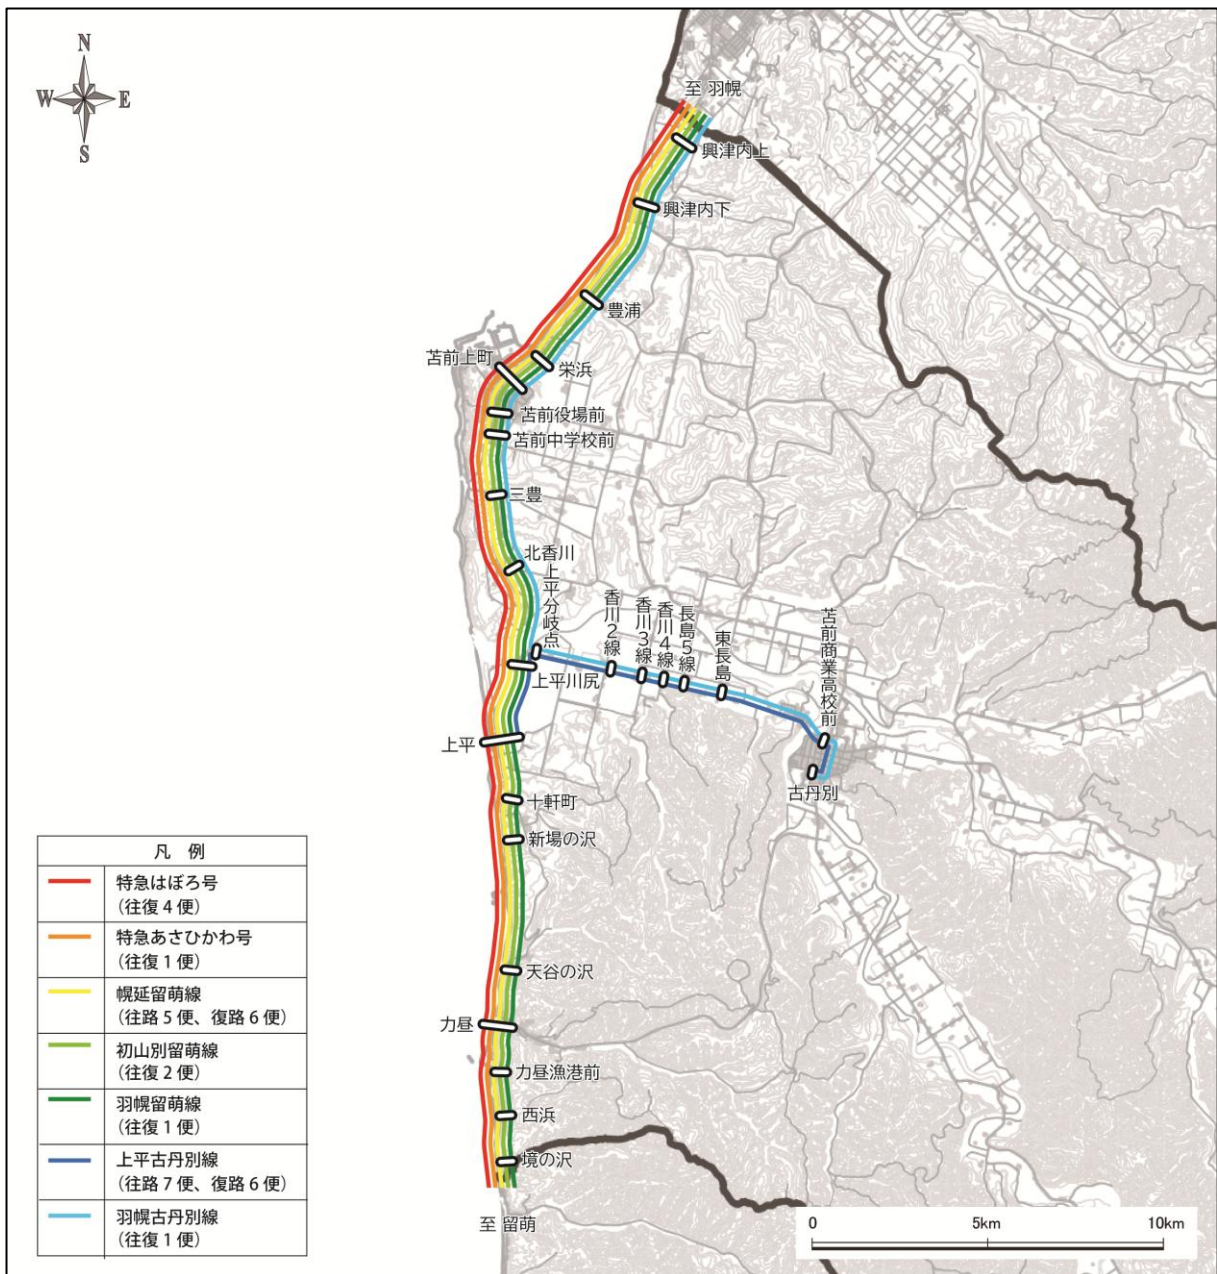 N
W
E
S
至 羽幌
興津内上
興津内下
豊浦
苫前上町
栄浜
苫前役場前
苫前中学校前
三豊
北香川
上平分岐点
香川2線
香川3線
香川4線
長島5線
東長島
苫前商業高校前
上平川尻
上平
古丹別
十軒町
新場の沢
天谷の沢
力昼
力昼漁港前
西浜
境の沢
至 留萌
凡 例
特急はぼろ号
（往復4便）
特急あさひかわ号
（往復1便）
幌延留萌線
（往路5便、復路6便）
初山別留萌線
（往復2便）
羽幌留萌線
（往復1便）
上平古丹別線
（往路7便、復路6便）
羽幌古丹別線
（往復1便）
0 5km 10km